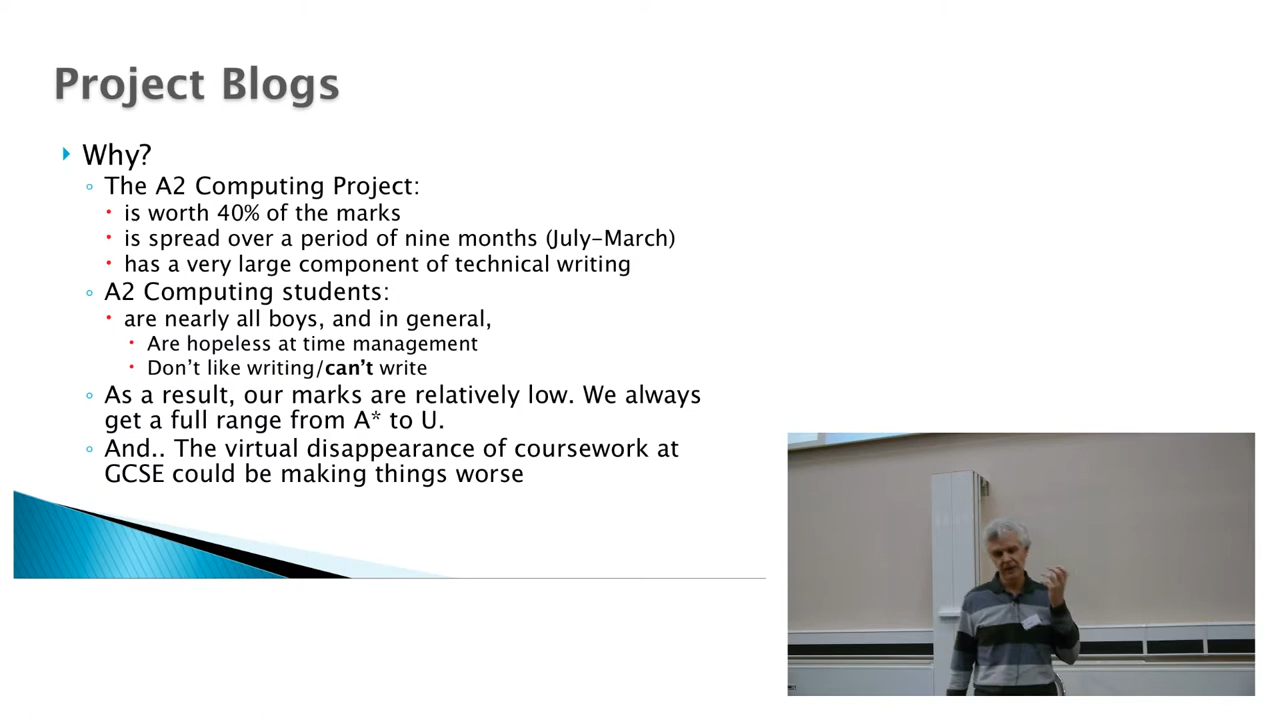 Project Blogs
Why?
The A2 Computing Project:
is worth 40% of the marks
is spread over a period of nine months (July–March)
has a very large component of technical writing
A2 Computing students:
are nearly all boys, and in general,
Are hopeless at time management
Don’t like writing/can’t write
As a result, our marks are relatively low. We always
get a full range from A* to U.
And.. The virtual disappearance of coursework at
GCSE could be making things worse